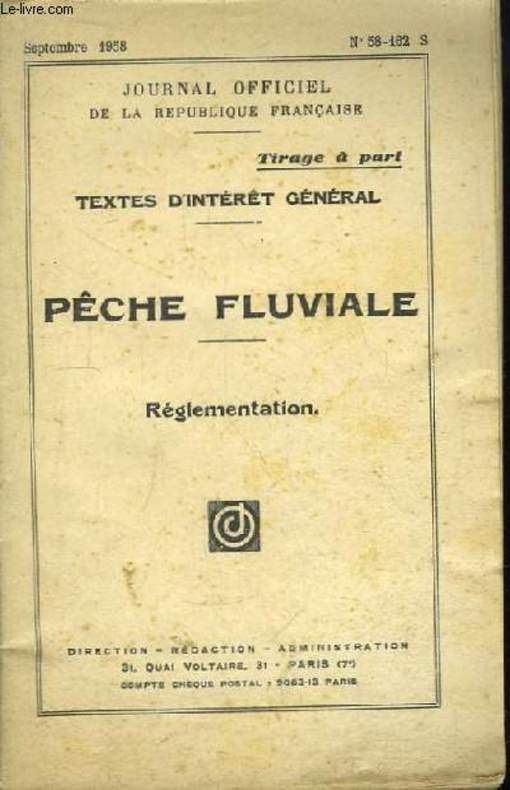 Le-livre.com
Septembre 1958 N° 58-162 S
JOURNAL OFFICIEL
DE LA REPUBLIQUE FRANÇAISE
Tirage à part
TEXTES D'INTÉRÊT GÉNÉRAL
PÊCHE FLUVIALE
Réglementation.
DIRECTION - RÉDACTION - ADMINISTRATION
31, QUAI VOLTAIRE, 31 - PARIS (7e)
COMPTE CHEQUE POSTAL : 9063-13 PARIS